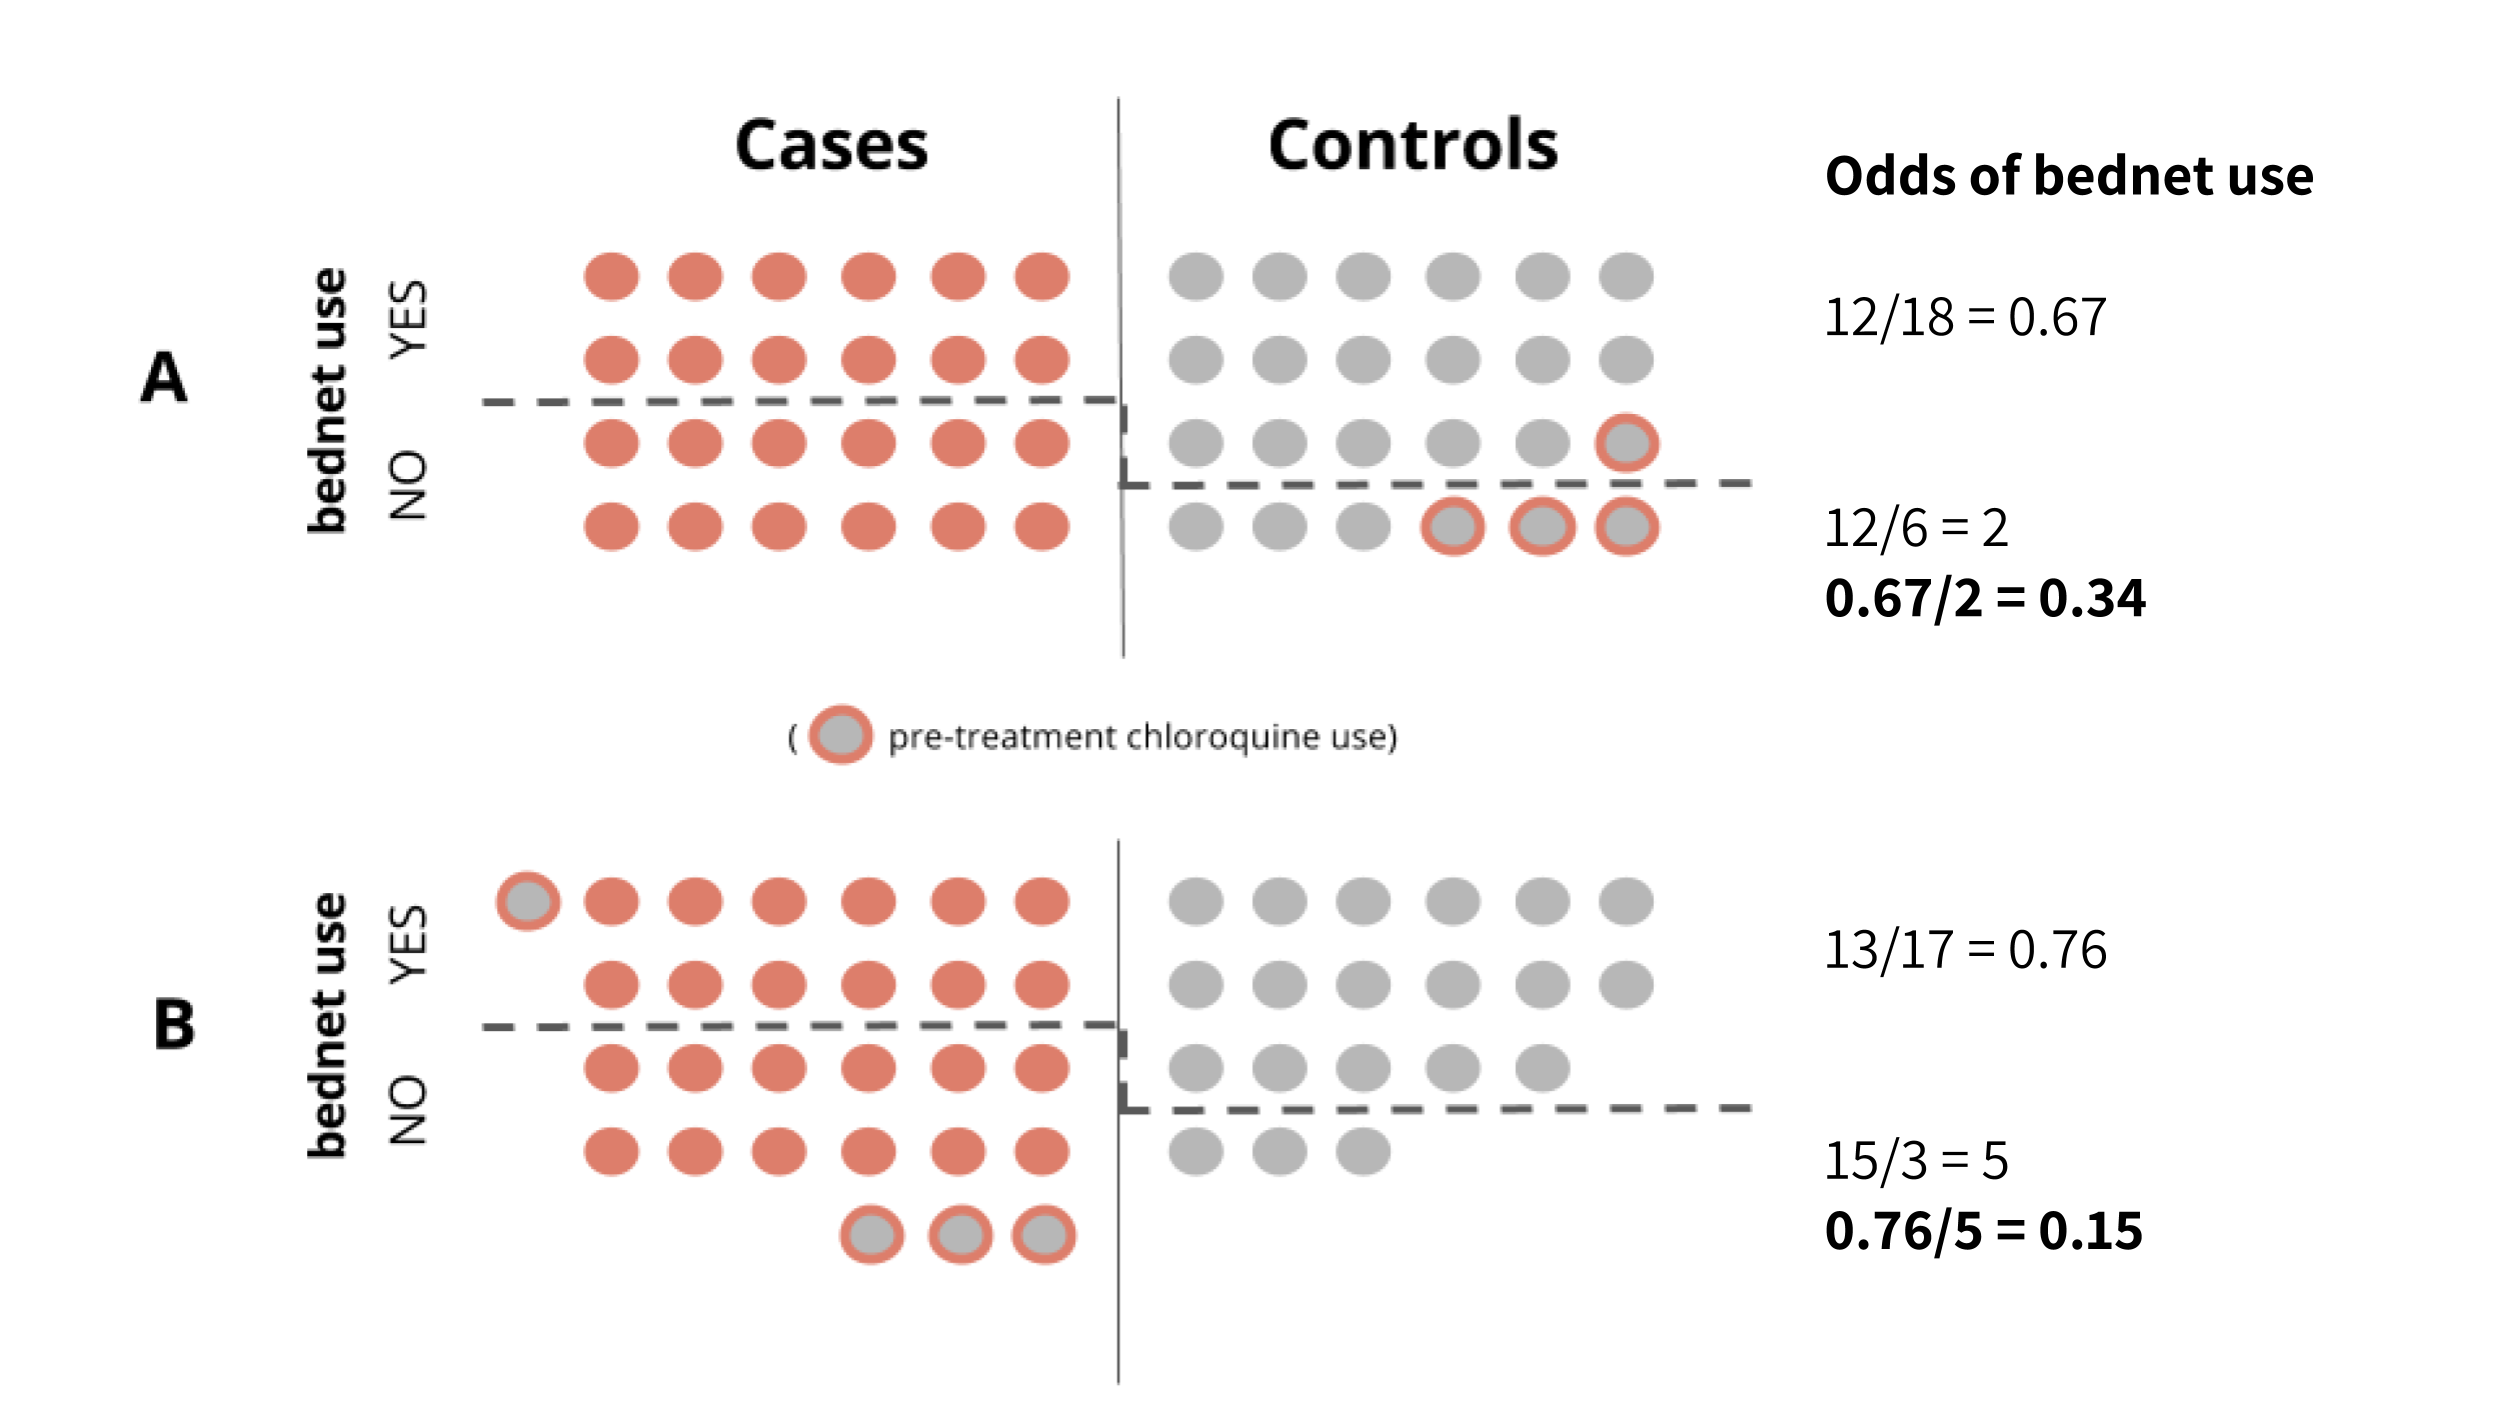 Cases
Controls
Odds of bednet use
A
bednet use
YES
NO
12/18 = 0.67
12/6 = 2
0.67/2 = 0.34
( pre-treatment chloroquine use)
B
bednet use
YES
NO
13/17 = 0.76
15/3 = 5
0.76/5 = 0.15